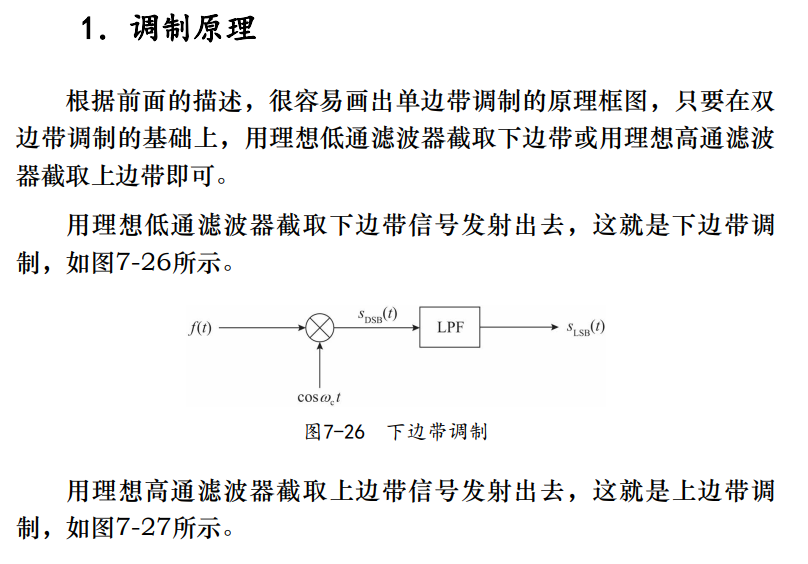 1. 调制原理
根据前面的描述，很容易画出单边带调制的原理框图，只要在双
边带调制的基础上，用理想低通滤波器截取下边带或用理想高通滤波
器截取上边带即可。
用理想低通滤波器截取下边带信号发射出去，这就是下边带调
制，如图7-26所示。
f(t) s_DSB(t) LPF s_LSB(t)
cosω_c t
图7-26 下边带调制
用理想高通滤波器截取上边带信号发射出去，这就是上边带调
制，如图7-27所示。